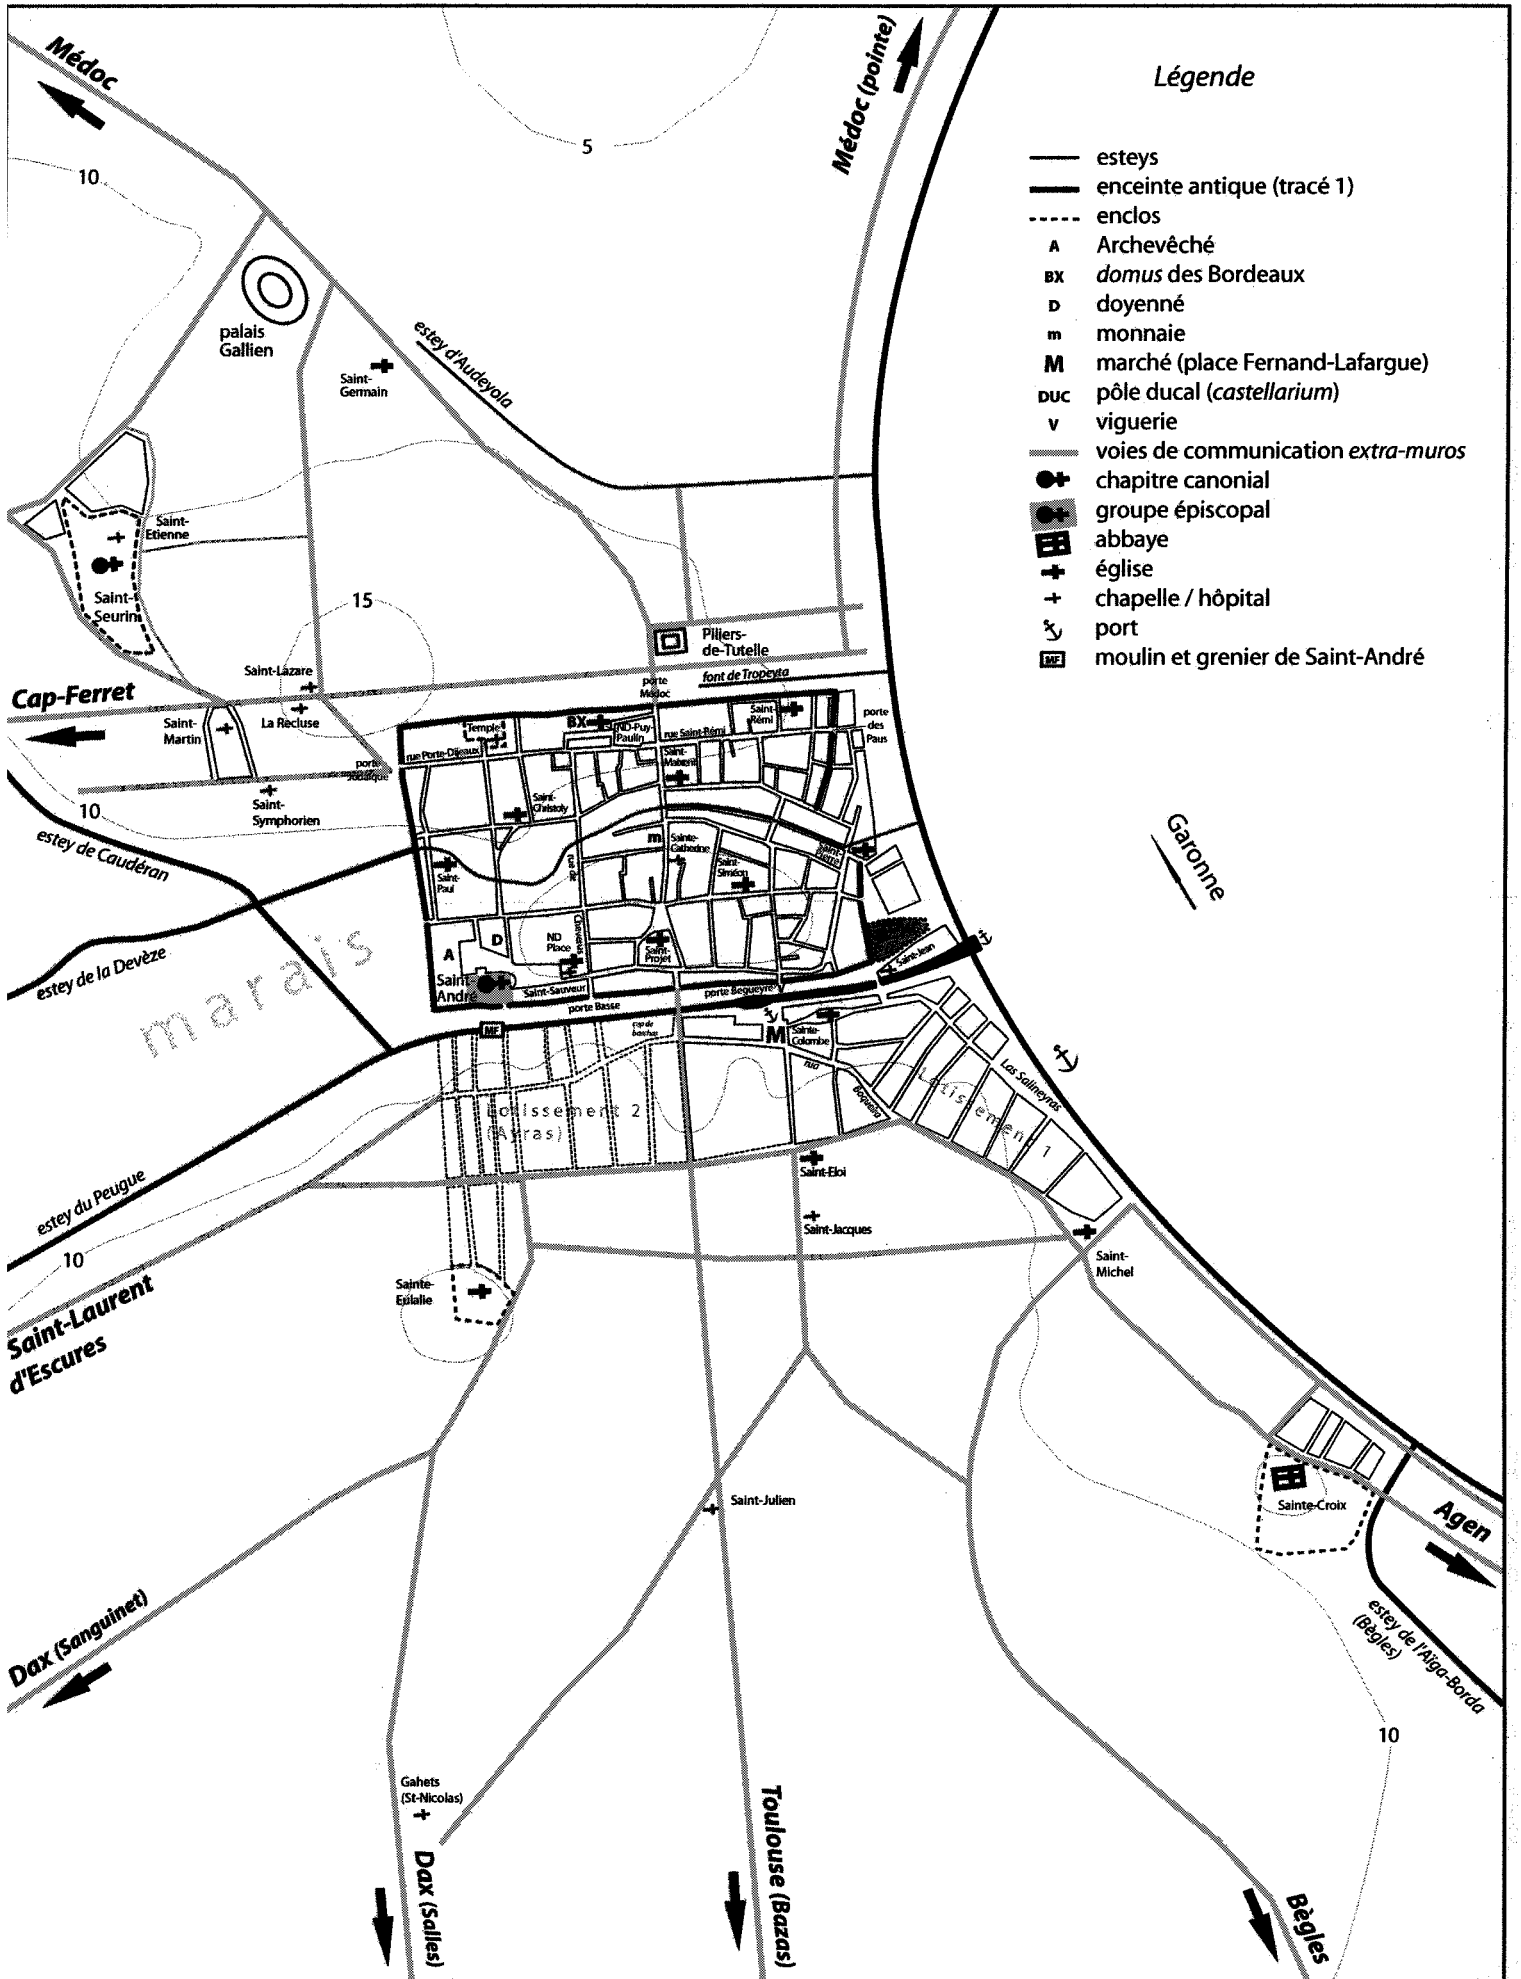 Médoc
Médoc (pointe)
5
10
Légende
esteys
enceinte antique (tracé 1)
enclos
A Archevêché
BX domus des Bordeaux
D doyenné
m monnaie
M marché (place Fernand-Lafargue)
DUC pôle ducal (castellarium)
V viguerie
voies de communication extra-muros
chapitre canonial
groupe épiscopal
abbaye
église
chapelle / hôpital
port
MF moulin et grenier de Saint-André
palais
Gallien
Saint-
Germain
estey d'Audeyola
Saint-
Etienne
Saint-
Seurin
15
Piliers-
de-Tutelle
font de Tropeyta
Saint-Lazare
Cap-Ferret
La Recluse
Saint-
Martin
porte
Médoc
porte
des
Paus
Temple
BX
ND-Puy-
Paulin
rue Saint-Rémi
Saint-
Rémi
rue Porte-Dijeaux
porte
Saint-
Symphorien
10
estey de Caudéran
Saint-
Christoly
m
Sainte-
Catherine
Saint-
Siméon
Saint-
Pierre
Saint-
Paul
rue de
Garonne
estey de la Devèze
marais
A
D
ND
Place
Saint-
Projet
Saint-
André
Saint-Sauveur
Saint-Jean
porte Basse
porte Begueyre
V
MF
M
Sainte-
Colombe
rua
Boqueira
Las Salineyras
Lotissement 1
Lotissement 2
(Ayras)
Saint-Eloi
Saint-Jacques
Saint-
Michel
estey du Peugue
10
Saint-Laurent
d'Escures
Sainte-
Eulalie
Saint-Julien
Sainte-Croix
Agen
estey de l'Aïga-Borda
(Bègles)
10
Dax (Sanguinet)
Gahets
(St-Nicolas)
Dax (Salles)
Toulouse (Bazas)
Bègles